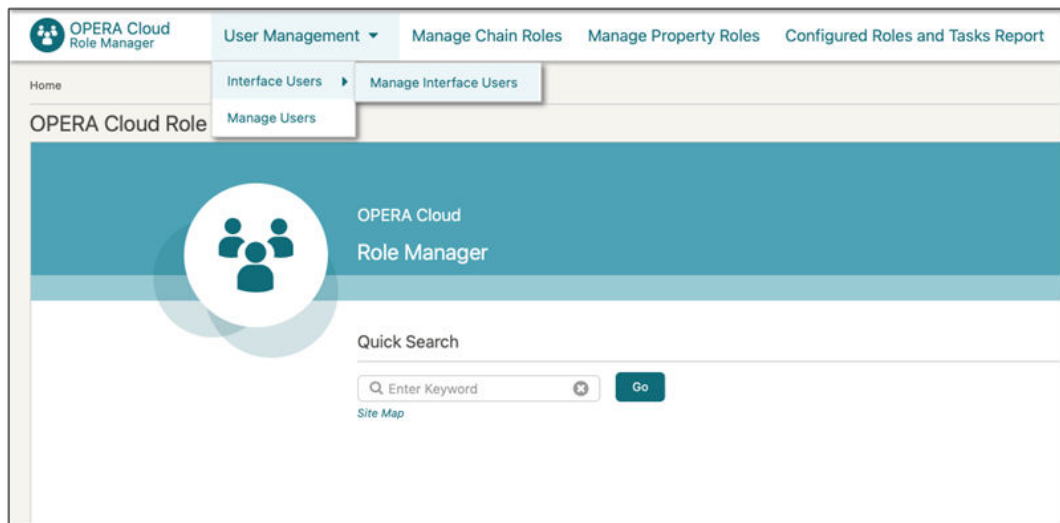 OPERA Cloud
Role Manager
User Management
Manage Chain Roles
Manage Property Roles
Configured Roles and Tasks Report
Interface Users
Manage Interface Users
Manage Users
Home
OPERA Cloud Role
OPERA Cloud
Role Manager
Quick Search
Enter Keyword
Go
Site Map